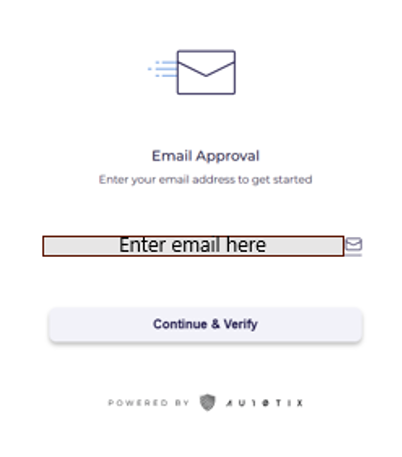 Email Approval
Enter your email address to get started
Enter email here
Continue & Verify
POWERED BY AU10TIX